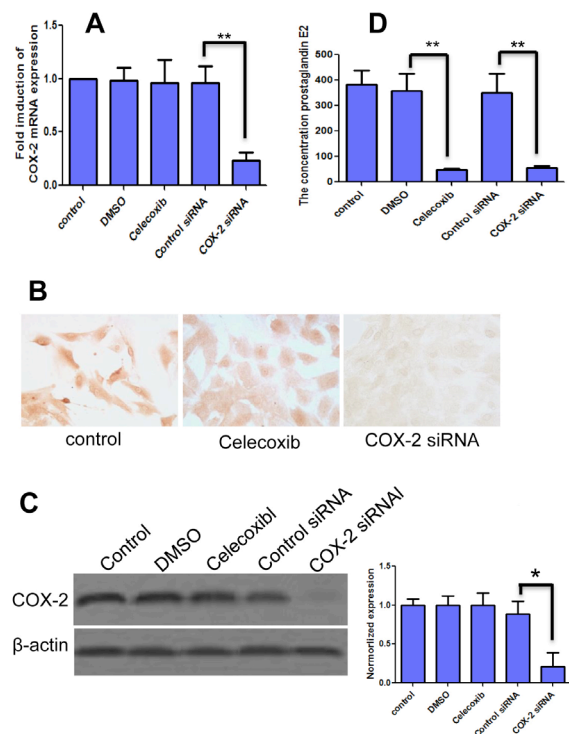 A
Fold imduction of
COX-2 mRNA expression
1.5
1.0
0.5
0.0
**
control
DMSO
Celecoxib
Control siRNA
COX-2 siRNA
D
The concentration prostaglandin E2
500
400
300
200
100
0
**
**
control
DMSO
Celecoxib
Control siRNA
COX-2 siRNA
B
control
Celecoxib
COX-2 siRNA
C
Control
DMSO
Celecoxibl
Control siRNA
COX-2 siRNAl
COX-2
β-actin
Normorlized expression
1.5
1.0
0.5
0.0
*
control
DMSO
Celecoxib
Control siRNA
COX-2 siRNA